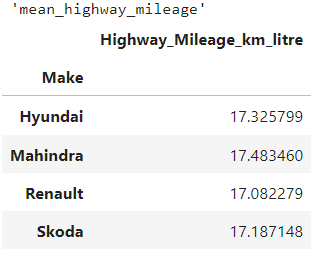 'mean_highway_mileage'
Highway_Mileage_km_litre
Make
Hyundai 17.325799
Mahindra 17.483460
Renault 17.082279
Skoda 17.187148